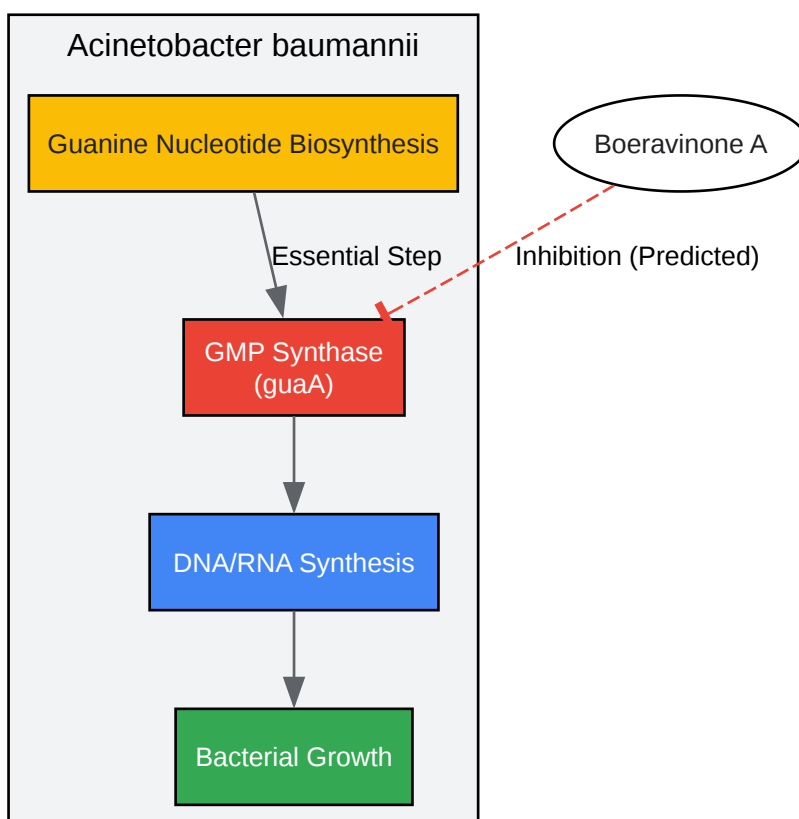 Acinetobacter baumannii
Guanine Nucleotide Biosynthesis
Boeravinone A
Essential Step
Inhibition (Predicted)
GMP Synthase
(guaA)
DNA/RNA Synthesis
Bacterial Growth